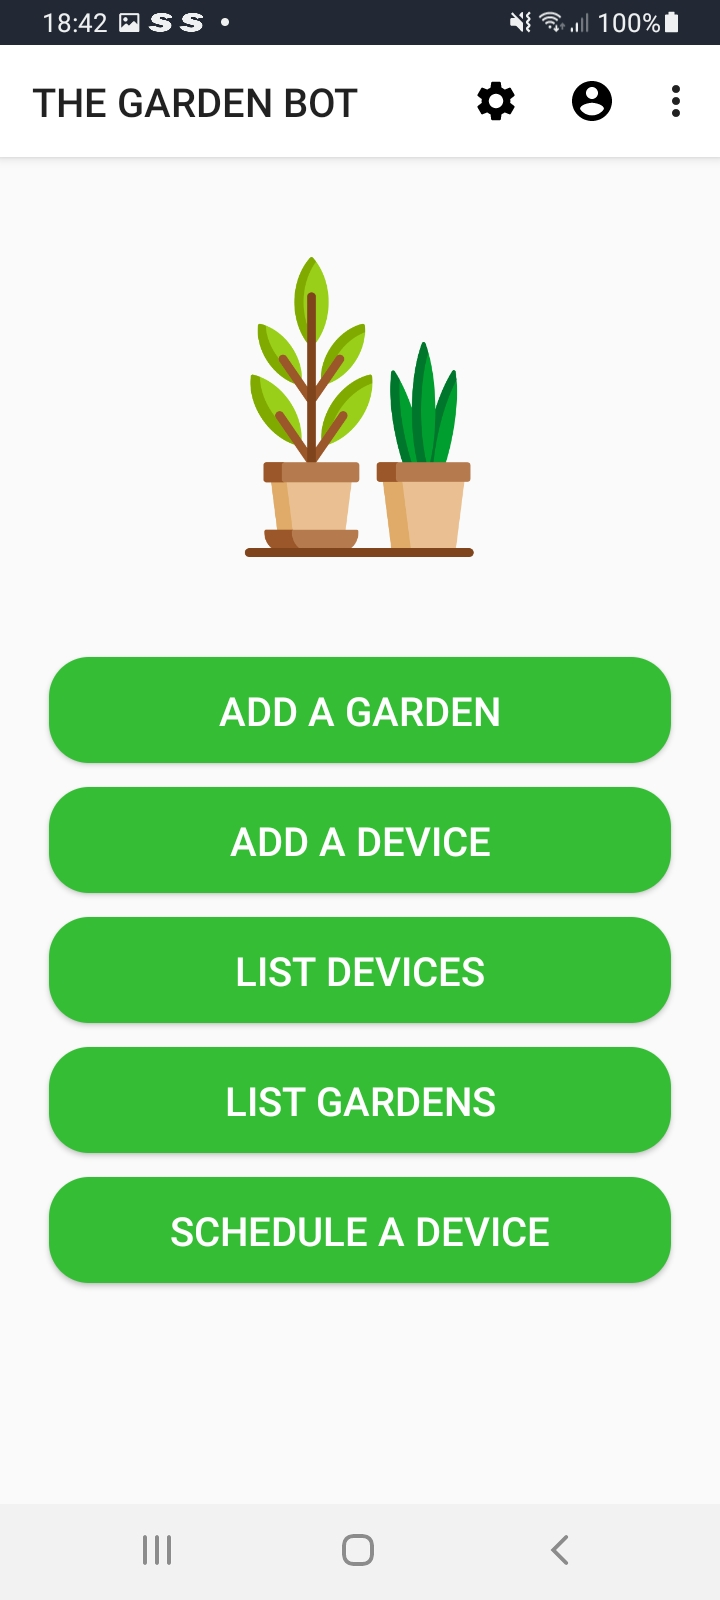 18:42 S S 100%
THE GARDEN BOT
ADD A GARDEN
ADD A DEVICE
LIST DEVICES
LIST GARDENS
SCHEDULE A DEVICE